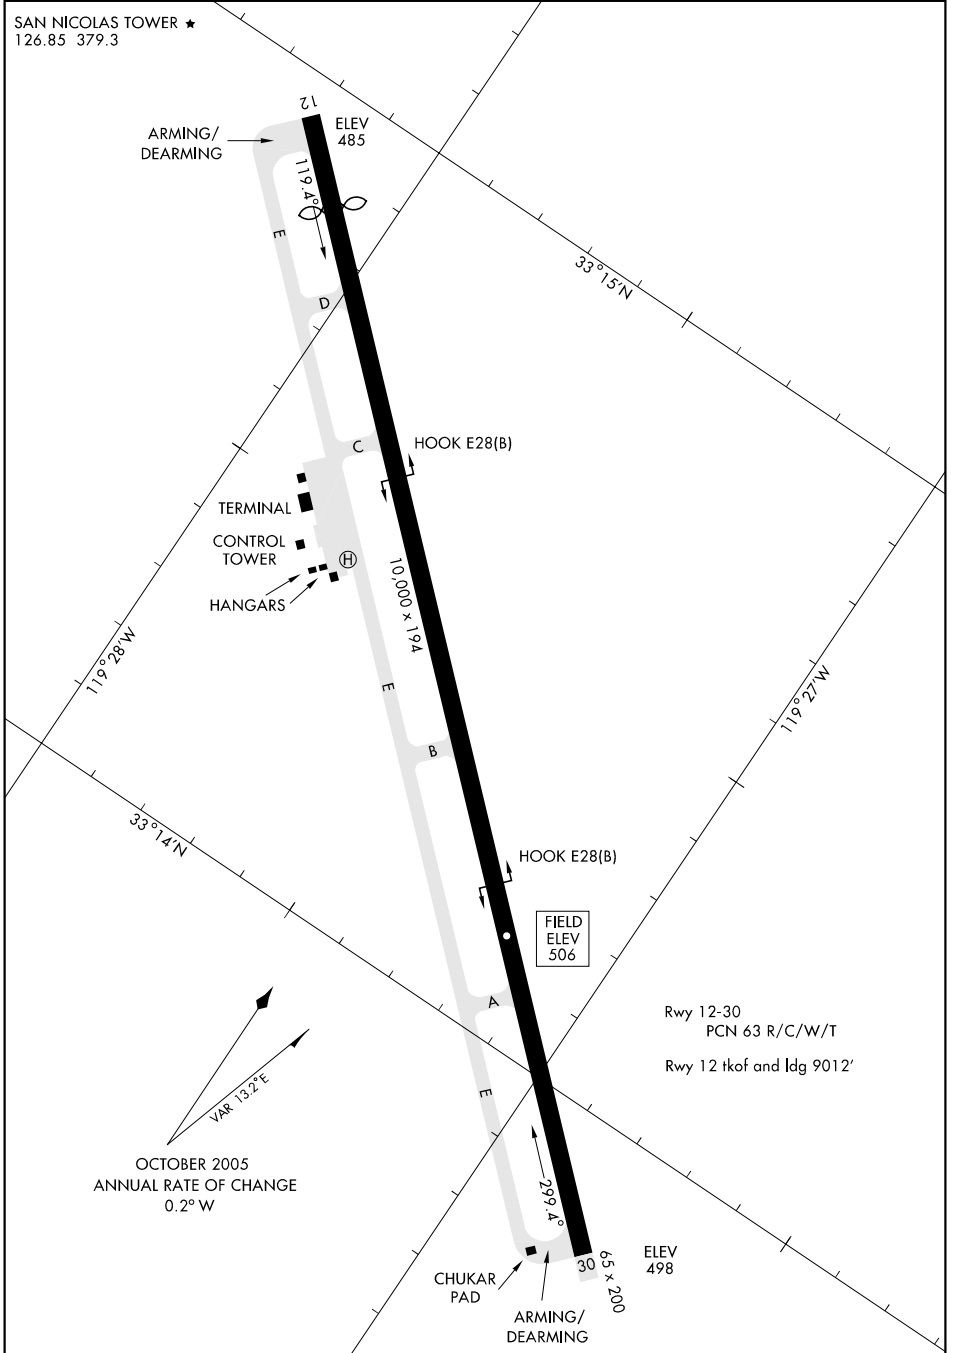 SAN NICOLAS TOWER ★
126.85 379.3
12
ELEV
485
ARMING/
DEARMING
119.4°
E
D
33°15'N
C
HOOK E28(B)
TERMINAL
CONTROL
TOWER
H
HANGARS
10,000 x 194
119°28'W
E
119°27'W
B
33°14'N
HOOK E28(B)
FIELD
ELEV
506
A
Rwy 12-30
PCN 63 R/C/W/T
Rwy 12 tkof and ldg 9012'
VAR 13.2°E
E
OCTOBER 2005
ANNUAL RATE OF CHANGE
0.2° W
299.4°
30
65 x 200
ELEV
498
CHUKAR
PAD
ARMING/
DEARMING